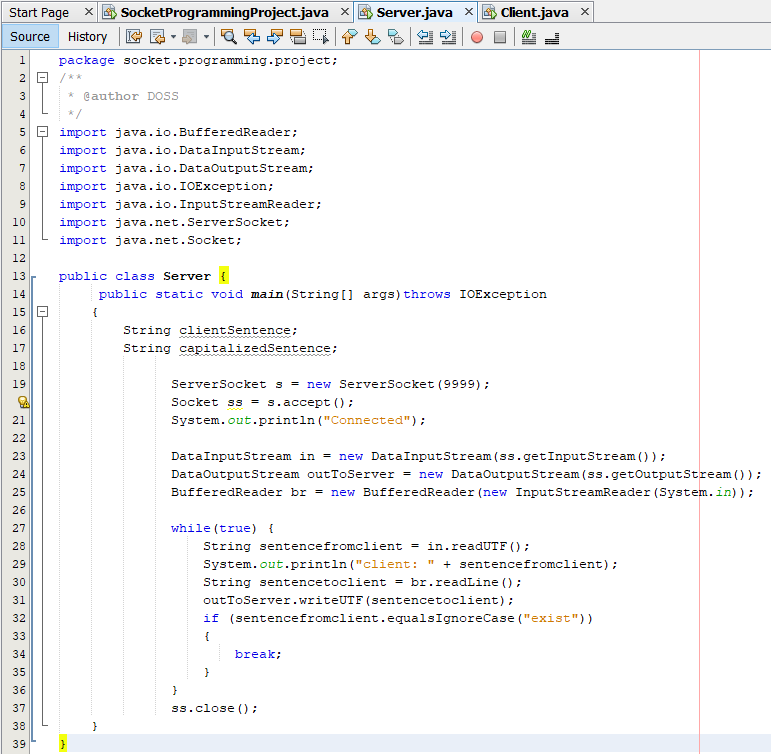 Start Page SocketProgrammingProject.java Server.java Client.java
Source History
1 package socket.programming.project;
2 /**
3  * @author DOSS
4  */
5 import java.io.BufferedReader;
6 import java.io.DataInputStream;
7 import java.io.DataOutputStream;
8 import java.io.IOException;
9 import java.io.InputStreamReader;
10 import java.net.ServerSocket;
11 import java.net.Socket;
12
13 public class Server {
14      public static void main(String[] args)throws IOException
15     {
16         String clientSentence;
17         String capitalizedSentence;
18
19               ServerSocket s = new ServerSocket(9999);
              Socket ss = s.accept();
21               System.out.println("Connected");
22
23               DataInputStream in = new DataInputStream(ss.getInputStream());
24               DataOutputStream outToServer = new DataOutputStream(ss.getOutputStream());
25               BufferedReader br = new BufferedReader(new InputStreamReader(System.in));
26
27               while(true) {
28                   String sentencefromclient = in.readUTF();
29                   System.out.println("client: " + sentencefromclient);
30                   String sentencetoclient = br.readLine();
31                   outToServer.writeUTF(sentencetoclient);
32                   if (sentencefromclient.equalsIgnoreCase("exist"))
33                   {
34                       break;
35                   }
36               }
37               ss.close();
38     }
39 }